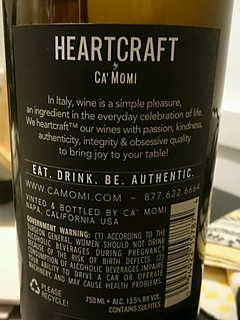 HEARTCRAFT
by
CA' MOMI
In Italy, wine is a simple pleasure,
an ingredient in the everyday celebration of life.
We heartcraft™ our wines with passion, kindness,
authenticity, integrity & obsessive quality
to bring joy to your table!
EAT. DRINK. BE. AUTHENTIC.
WWW.CAMOMI.COM ~ 877.622.6664
VINTED & BOTTLED BY CA' MOMI
NAPA, CALIFORNIA USA
GOVERNMENT WARNING: (1) ACCORDING TO THE
SURGEON GENERAL, WOMEN SHOULD NOT DRINK
ALCOHOLIC BEVERAGES DURING PREGNANCY
BECAUSE OF THE RISK OF BIRTH DEFECTS. (2)
CONSUMPTION OF ALCOHOLIC BEVERAGES IMPAIRS
YOUR ABILITY TO DRIVE A CAR OR OPERATE
MACHINERY, AND MAY CAUSE HEALTH PROBLEMS.
PLEASE
RECYCLE!
750 ML • ALC. 13.5% BY VOL.
CONTAINS SULFITES